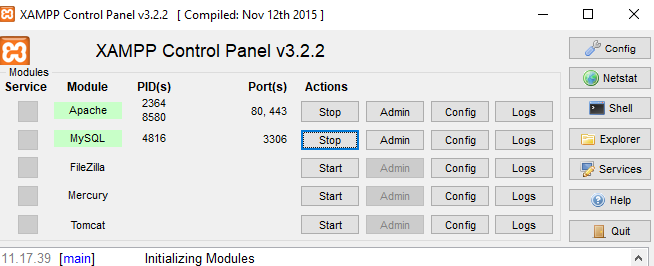 XAMPP Control Panel v3.2.2 [ Compiled: Nov 12th 2015 ]
XAMPP Control Panel v3.2.2
Config
Modules
Service Module PID(s) Port(s) Actions
Netstat
Apache 2364 8580 80, 443 Stop Admin Config Logs
Shell
MySQL 4816 3306 Stop Admin Config Logs
Explorer
FileZilla Start Admin Config Logs
Services
Mercury Start Admin Config Logs
Help
Tomcat Start Admin Config Logs
Quit
11.17.39 [main] Initializing Modules